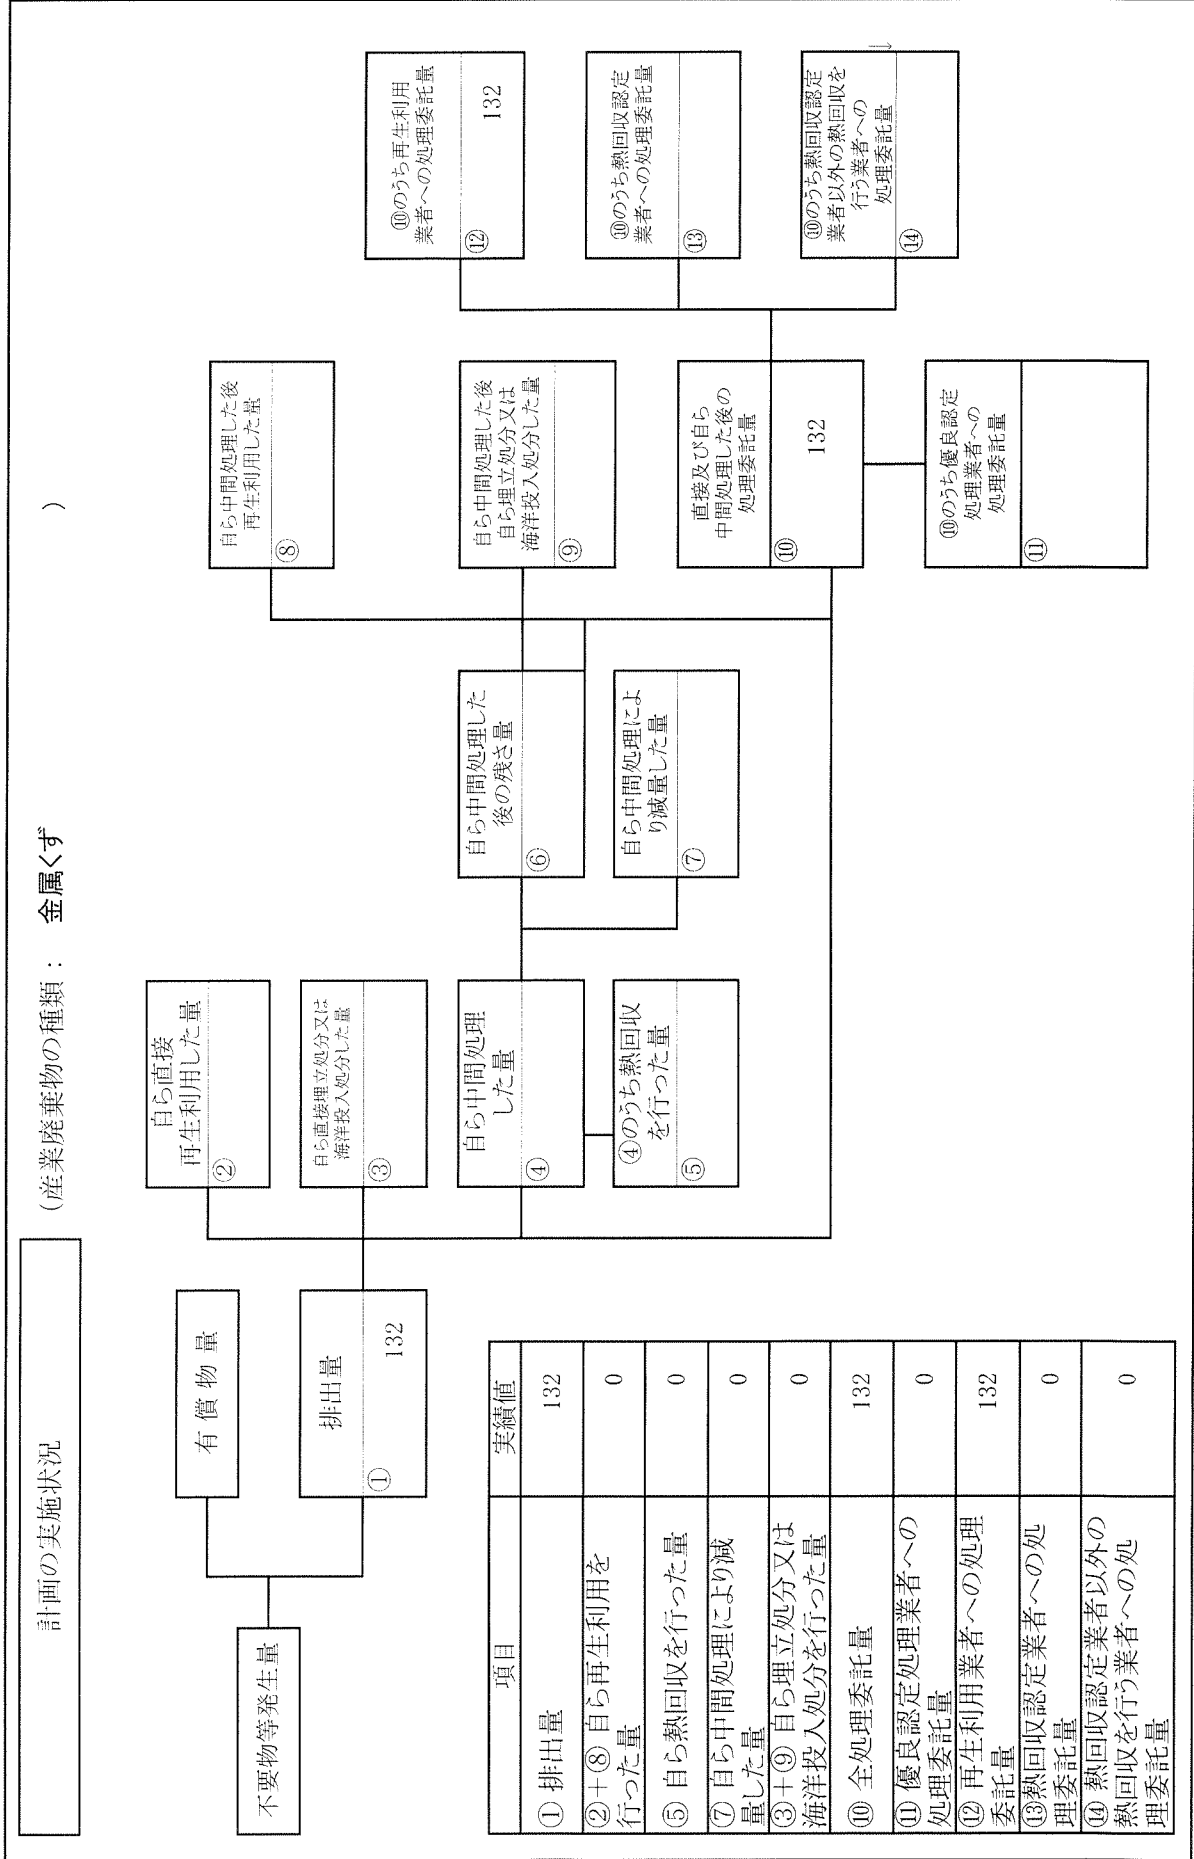 計画の実施状況
(産業廃棄物の種類： 金属くず )
不要物等発生量
有償物量
排出量
① 132
自ら直接
再生利用した量
②
自ら直接埋立処分又は
海洋投入処分した量
③
自ら中間処理
した量
④
④のうち熱回収
を行った量
⑤
自ら中間処理した
後の残さ量
⑥
自ら中間処理によ
り減量した量
⑦
自ら中間処理した後
再生利用した量
⑧
自ら中間処理した後
自ら埋立処分又は
海洋投入処分した量
⑨
直接及び自ら
中間処理した後の
処理委託量
⑩ 132
⑩のうち優良認定
処理業者への
処理委託量
⑪
⑩のうち再生利用
業者への処理委託量
⑫ 132
⑩のうち熱回収認定
業者への処理委託量
⑬
⑩のうち熱回収認定
業者以外の熱回収を
行う業者への
処理委託量
⑭
項目 実績値
① 排出量 132
②＋⑧ 自ら再生利用を
行った量 0
⑤ 自ら熱回収を行った量 0
⑦ 自ら中間処理により減
量した量 0
③＋⑨ 自ら埋立処分又は
海洋投入処分を行った量 0
⑩ 全処理委託量 132
⑪ 優良認定処理業者への
処理委託量 0
⑫ 再生利用業者への処理
委託量 132
⑬熱回収認定業者への処
理委託量 0
⑭ 熱回収認定業者以外の
熱回収を行う業者への処
理委託量 0